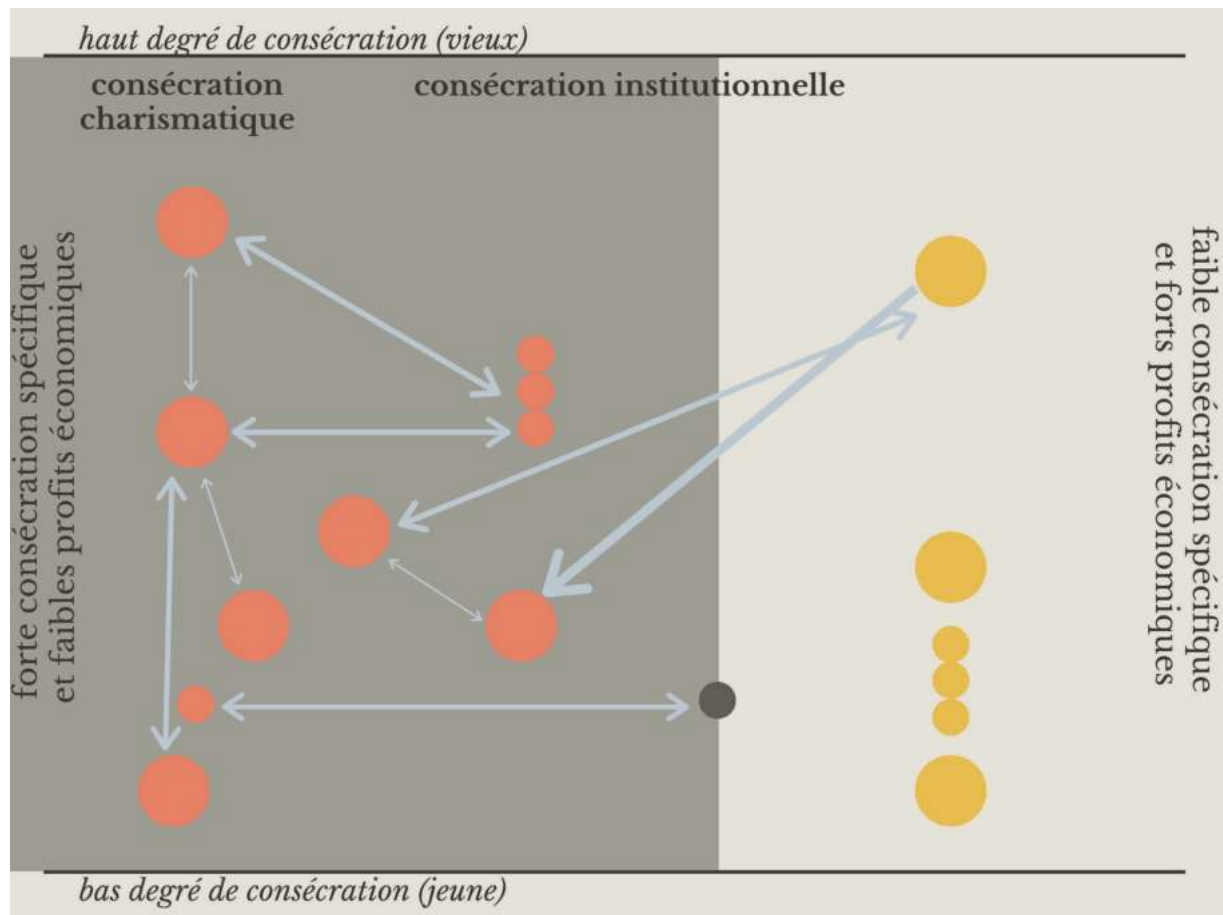 haut degré de consécration (vieux)
consécration
charismatique
consécration institutionnelle
forte consécration spécifique
et faibles profits économiques
faible consécration spécifique
et forts profits économiques
bas degré de consécration (jeune)